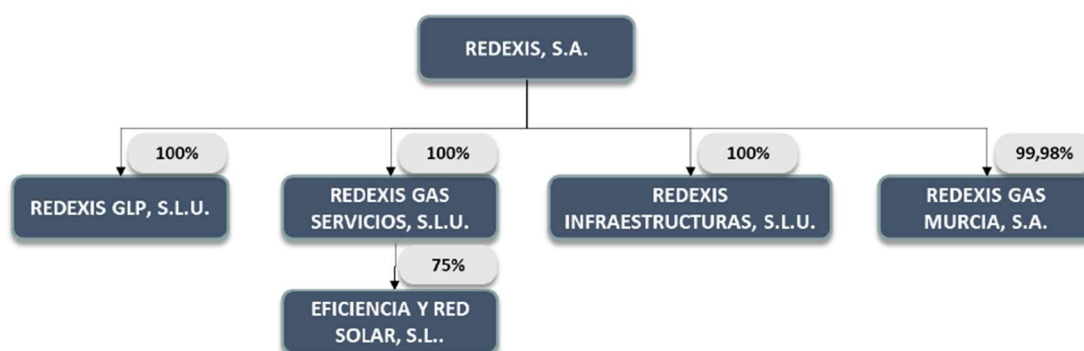 REDEXIS, S.A.
100%
100%
100%
99,98%
REDEXIS GLP, S.L.U.
REDEXIS GAS
SERVICIOS, S.L.U.
REDEXIS
INFRAESTRUCTURAS, S.L.U.
REDEXIS GAS
MURCIA, S.A.
75%
EFICIENCIA Y RED
SOLAR, S.L..